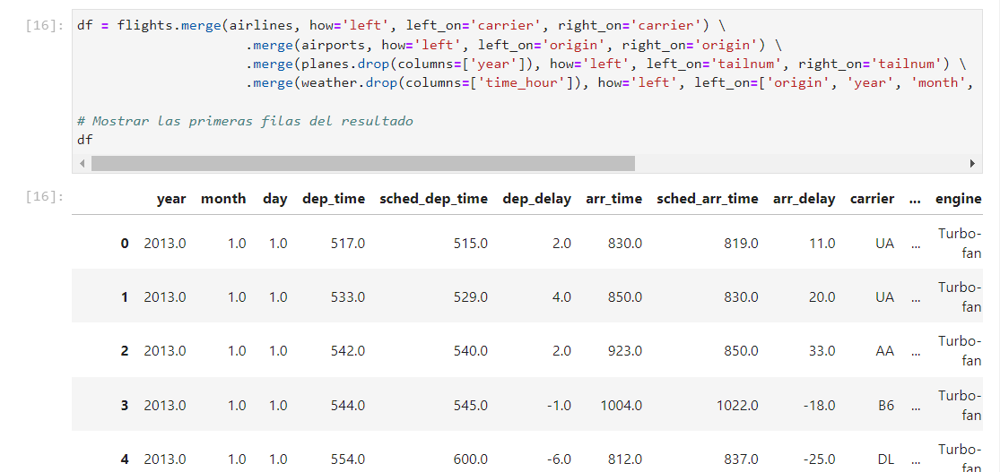 [16]: df = flights.merge(airlines, how='left', left_on='carrier', right_on='carrier') \
.merge(airports, how='left', left_on='origin', right_on='origin') \
.merge(planes.drop(columns=['year']), how='left', left_on='tailnum', right_on='tailnum') \
.merge(weather.drop(columns=['time_hour']), how='left', left_on=['origin', 'year', 'month',
# Mostrar las primeras filas del resultado
df
[16]:
year month day dep_time sched_dep_time dep_delay arr_time sched_arr_time arr_delay carrier ... engine
0 2013.0 1.0 1.0 517.0 515.0 2.0 830.0 819.0 11.0 UA ... Turbo-
fan
1 2013.0 1.0 1.0 533.0 529.0 4.0 850.0 830.0 20.0 UA ... Turbo-
fan
2 2013.0 1.0 1.0 542.0 540.0 2.0 923.0 850.0 33.0 AA ... Turbo-
fan
3 2013.0 1.0 1.0 544.0 545.0 -1.0 1004.0 1022.0 -18.0 B6 ... Turbo-
fan
4 2013.0 1.0 1.0 554.0 600.0 -6.0 812.0 837.0 -25.0 DL ... Turbo-
fan